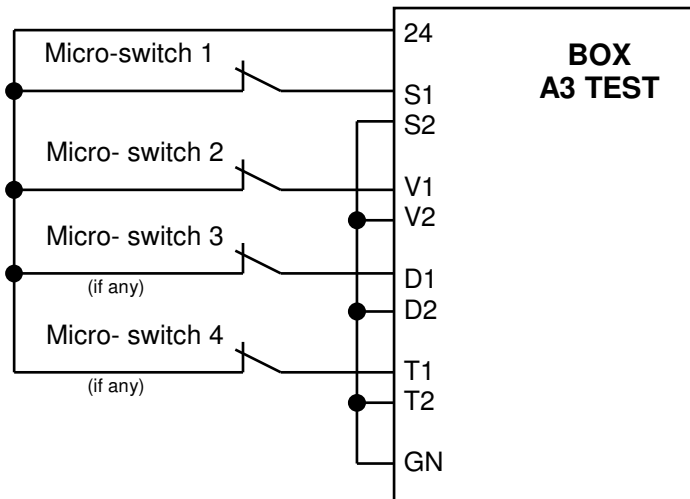 24
BOX
A3 TEST
Micro-switch 1
S1
S2
Micro- switch 2
V1
V2
Micro- switch 3
(if any)
D1
D2
Micro- switch 4
(if any)
T1
T2
GN